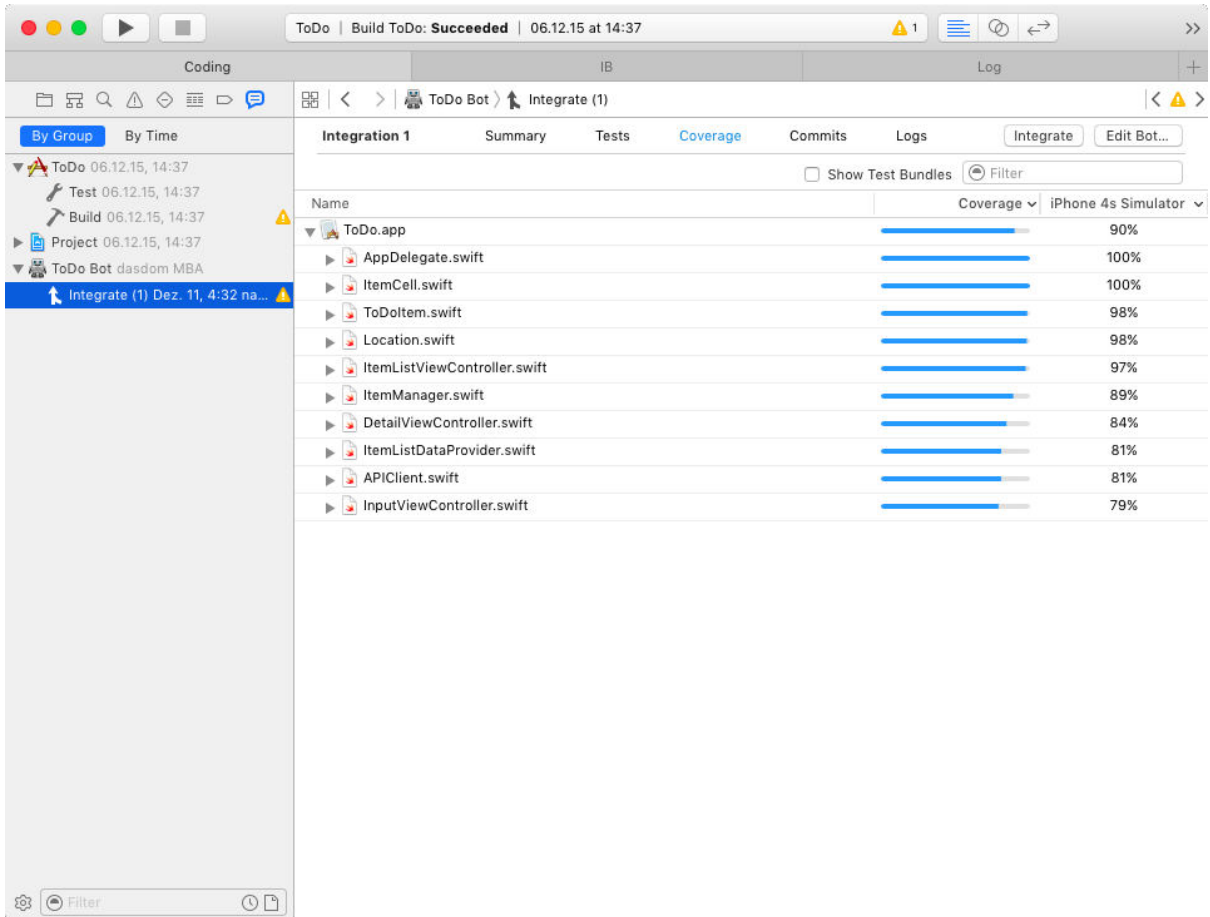 ToDo | Build ToDo: Succeeded | 06.12.15 at 14:37 1
Coding IB Log
ToDo Bot Integrate (1)
By Group By Time
Integration 1 Summary Tests Coverage Commits Logs Integrate Edit Bot...
ToDo 06.12.15, 14:37
Test 06.12.15, 14:37
Build 06.12.15, 14:37
Project 06.12.15, 14:37
ToDo Bot dasdom MBA
Integrate (1) Dez. 11, 4:32 na...
Show Test Bundles Filter
Name Coverage iPhone 4s Simulator
ToDo.app 90%
AppDelegate.swift 100%
ItemCell.swift 100%
ToDoItem.swift 98%
Location.swift 98%
ItemListViewController.swift 97%
ItemManager.swift 89%
DetailViewController.swift 84%
ItemListDataProvider.swift 81%
APIClient.swift 81%
InputViewController.swift 79%
Filter